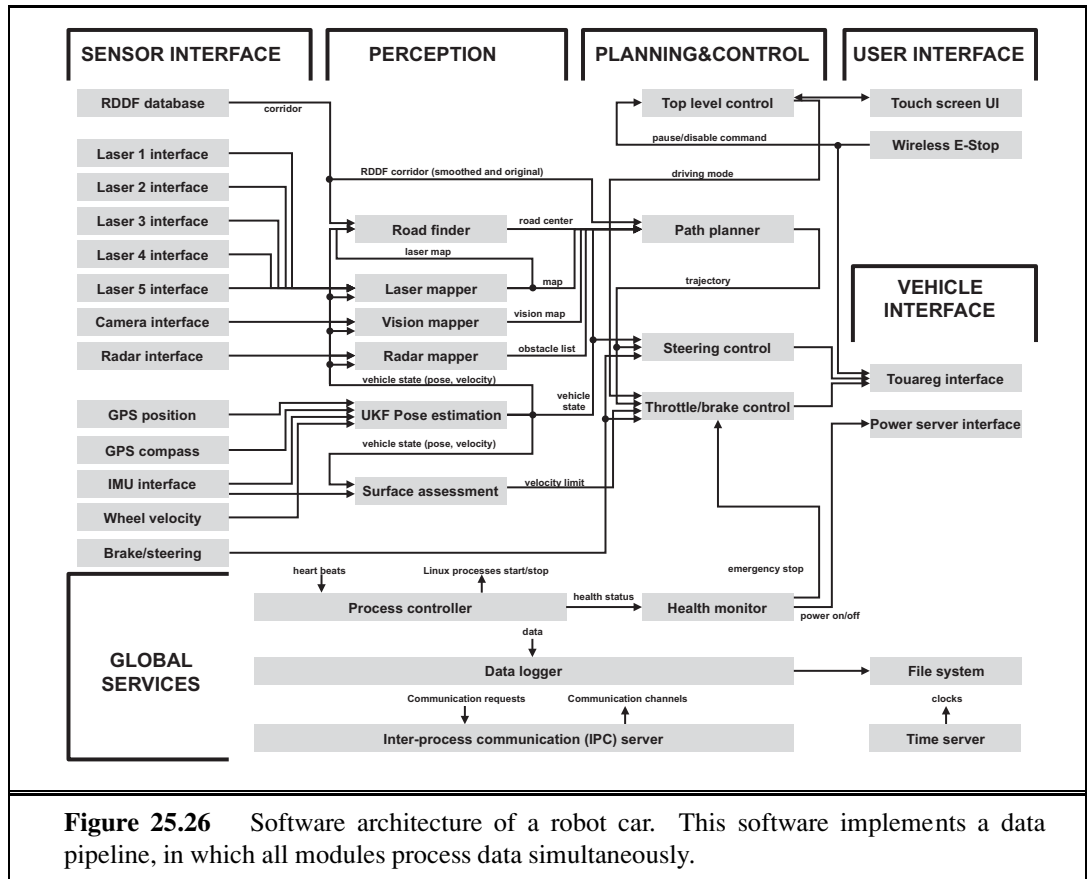 SENSOR INTERFACE
PERCEPTION
PLANNING&CONTROL
USER INTERFACE
RDDF database
corridor
Top level control
Touch screen UI
pause/disable command
Wireless E-Stop
Laser 1 interface
Laser 2 interface
Laser 3 interface
Laser 4 interface
Laser 5 interface
Camera interface
Radar interface
RDDF corridor (smoothed and original)
driving mode
Road finder
road center
Path planner
laser map
Laser mapper
map
trajectory
VEHICLE
INTERFACE
Vision mapper
vision map
Radar mapper
obstacle list
Steering control
vehicle state (pose, velocity)
vehicle
state
Touareg interface
GPS position
UKF Pose estimation
Throttle/brake control
Power server interface
GPS compass
vehicle state (pose, velocity)
IMU interface
Surface assessment
velocity limit
Wheel velocity
Brake/steering
heart beats
Linux processes start/stop
emergency stop
Process controller
health status
Health monitor
power on/off
GLOBAL
SERVICES
data
Data logger
File system
Communication requests
Communication channels
clocks
Inter-process communication (IPC) server
Time server
Figure 25.26 Software architecture of a robot car. This software implements a data
pipeline, in which all modules process data simultaneously.